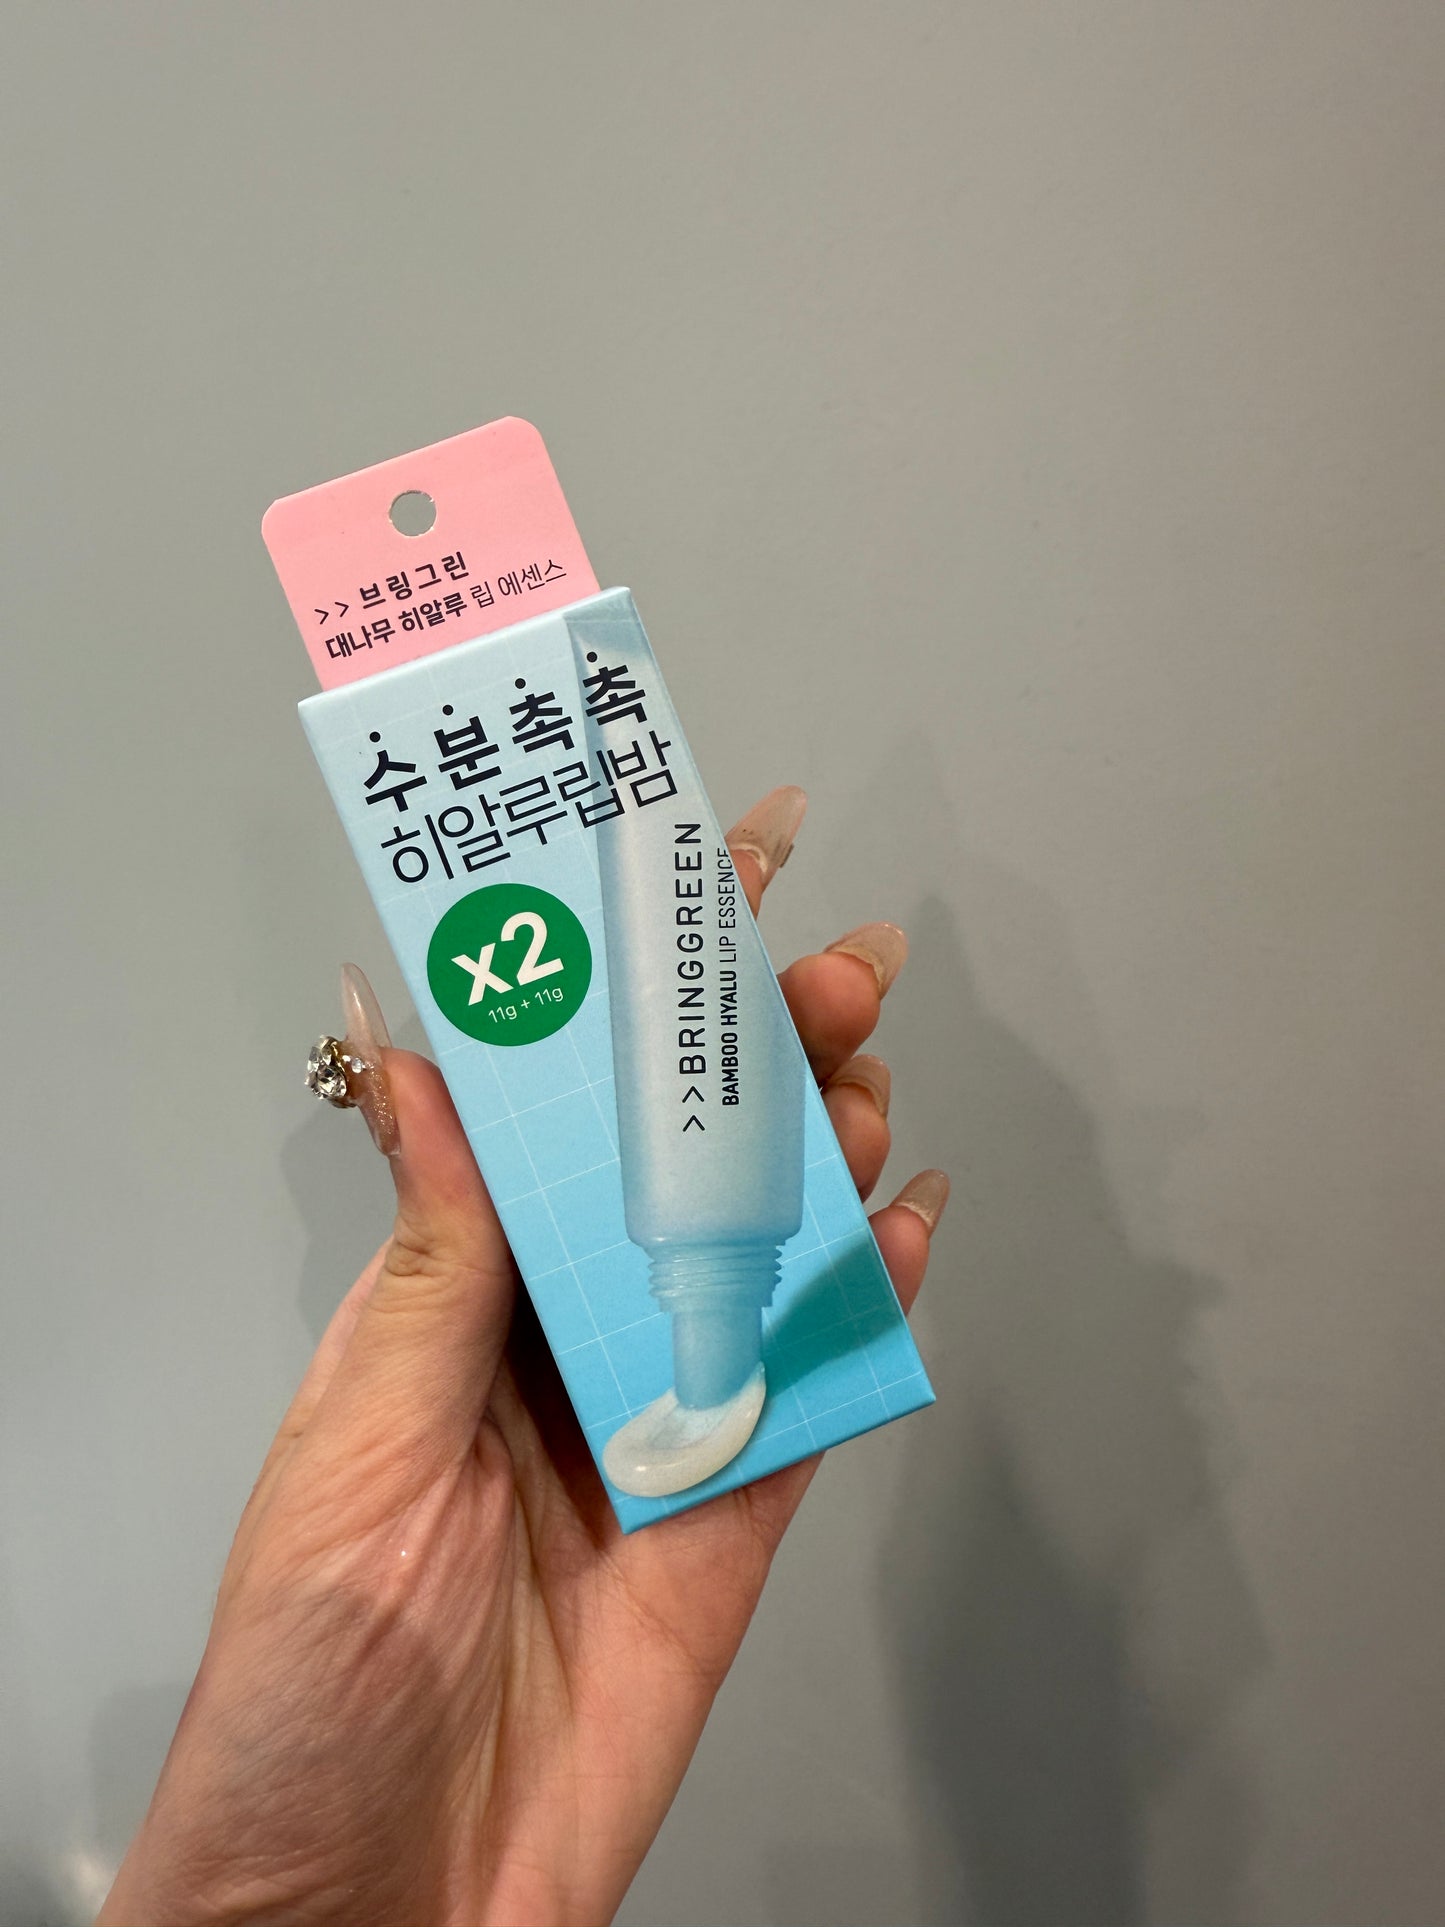 >> 브링그린
대나무 히알루 립 에센스
수분촉촉
히알루립밤
x2
11g + 11g
>>BRINGGREEN
BAMBOO HYALU LIP ESSENCE